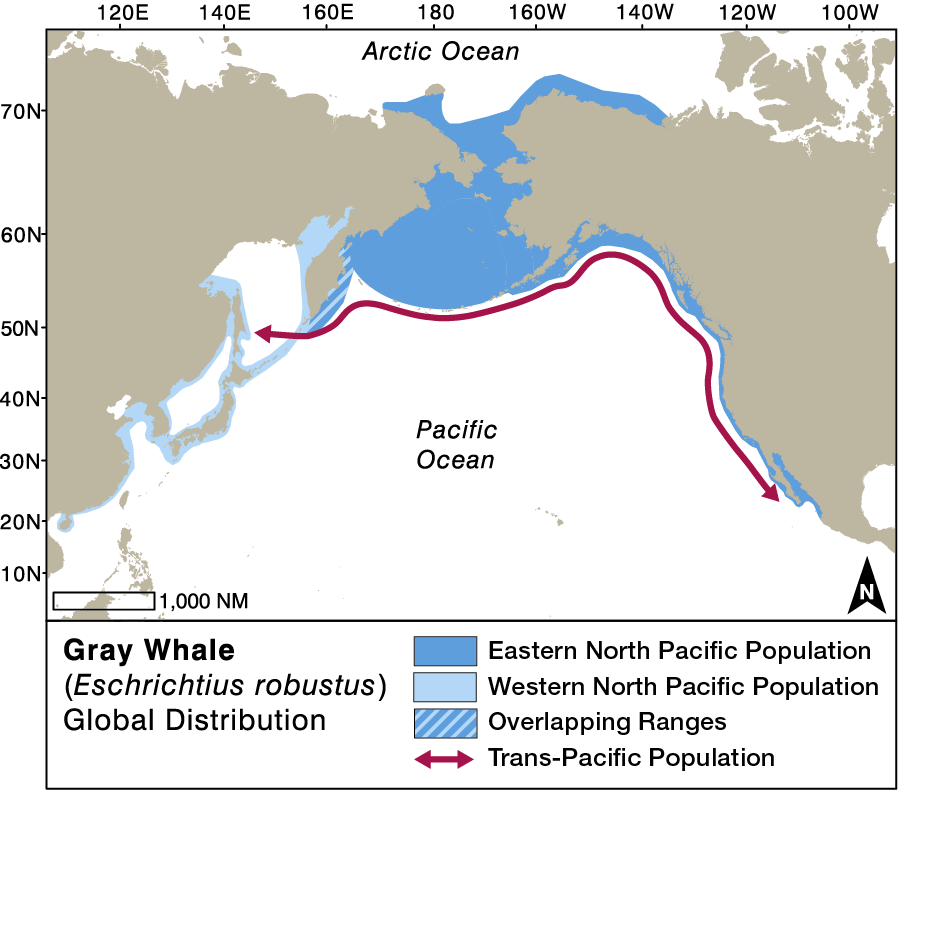 120E 140E 160E 180 160W 140W 120W 100W
Arctic Ocean
70N
60N
50N
40N
Pacific
Ocean
30N
20N
10N
N
1,000 NM
Gray Whale
(Eschrichtius robustus)
Global Distribution
Eastern North Pacific Population
Western North Pacific Population
Overlapping Ranges
Trans-Pacific Population